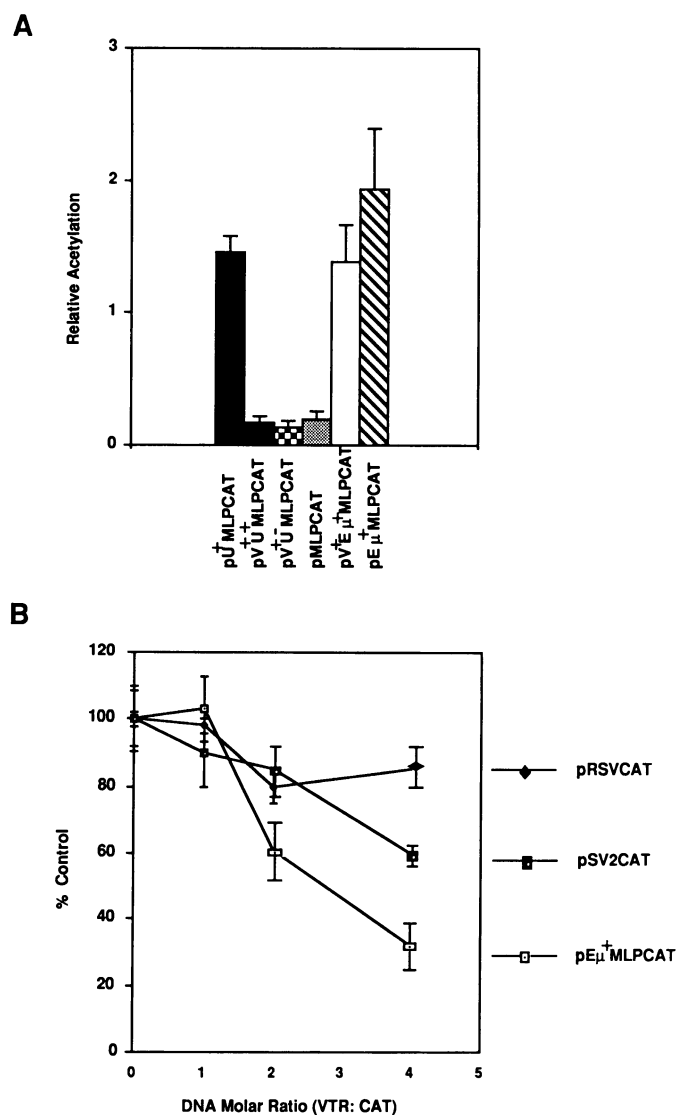 A
3
2
1
0
Relative Acetylation
pU⁺MLPCAT
pV⁺U⁺MLPCAT
pV⁺U⁻MLPCAT
pMLPCAT
pV⁺Eμ⁺MLPCAT
pEμ⁺MLPCAT
B
120
100
80
60
40
20
0
% Control
0 1 2 3 4 5
DNA Molar Ratio (VTR: CAT)
pRSVCAT
pSV2CAT
pEμ⁺MLPCAT